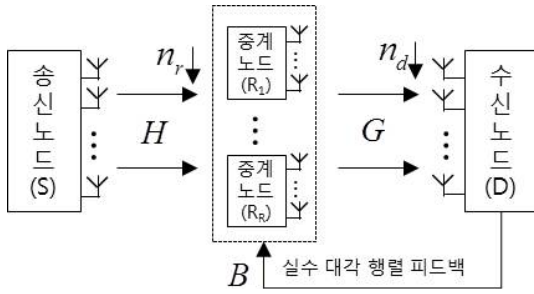 송
신
노
드
(S)
H
n_r
중계
노드
(R₁)
중계
노드
(R_R)
n_d
G
수
신
노
드
(D)
B
실수 대각 행렬 피드백